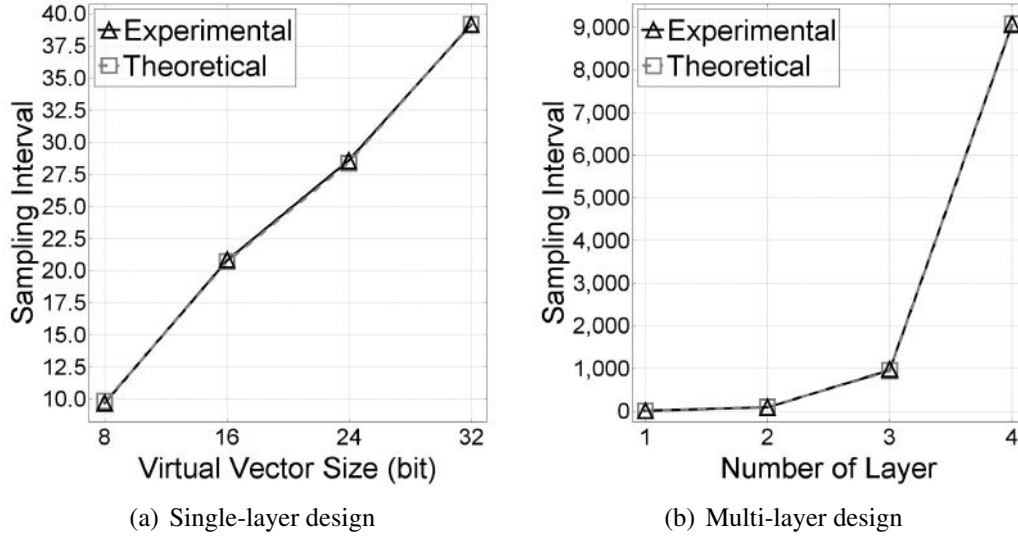 40.0
37.5
35.0
32.5
30.0
27.5
25.0
22.5
20.0
17.5
15.0
12.5
10.0
Sampling Interval
Experimental
Theoretical
8 16 24 32
Virtual Vector Size (bit)
(a) Single-layer design
9,000
8,000
7,000
6,000
5,000
4,000
3,000
2,000
1,000
0
Sampling Interval
Experimental
Theoretical
1 2 3 4
Number of Layer
(b) Multi-layer design